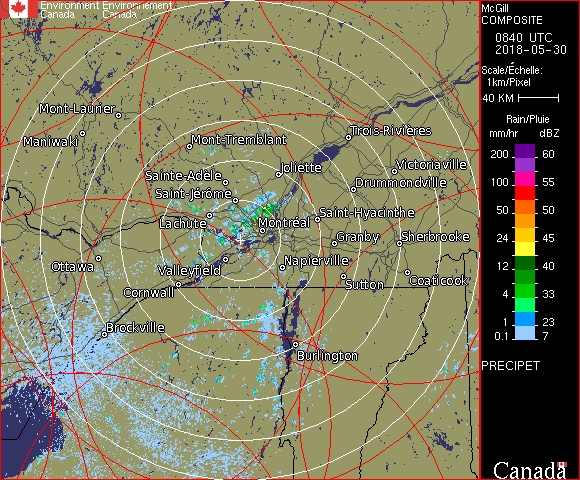 Environment Environnement
Canada Canada
McGill
COMPOSITE
0840 UTC
2018-05-30
Scale/Échelle:
1km/Pixel
40 KM
Rain/Pluie
mm/hr dBZ
200 60
100 55
50 50
24 45
12 40
4 33
1 23
0.1 7
PRECIPET
Mont-Laurier
Maniwaki
Mont-Tremblant
Trois-Rivières
Joliette
Victoriaville
Sainte-Adèle
Drummondville
Saint-Jérôme
Saint-Hyacinthe
Lachute
Montréal
Granby
Sherbrooke
Ottawa
Valleyfield
Napierville
Cornwall
Sutton
Coaticook
Brockville
Burlington
Canada